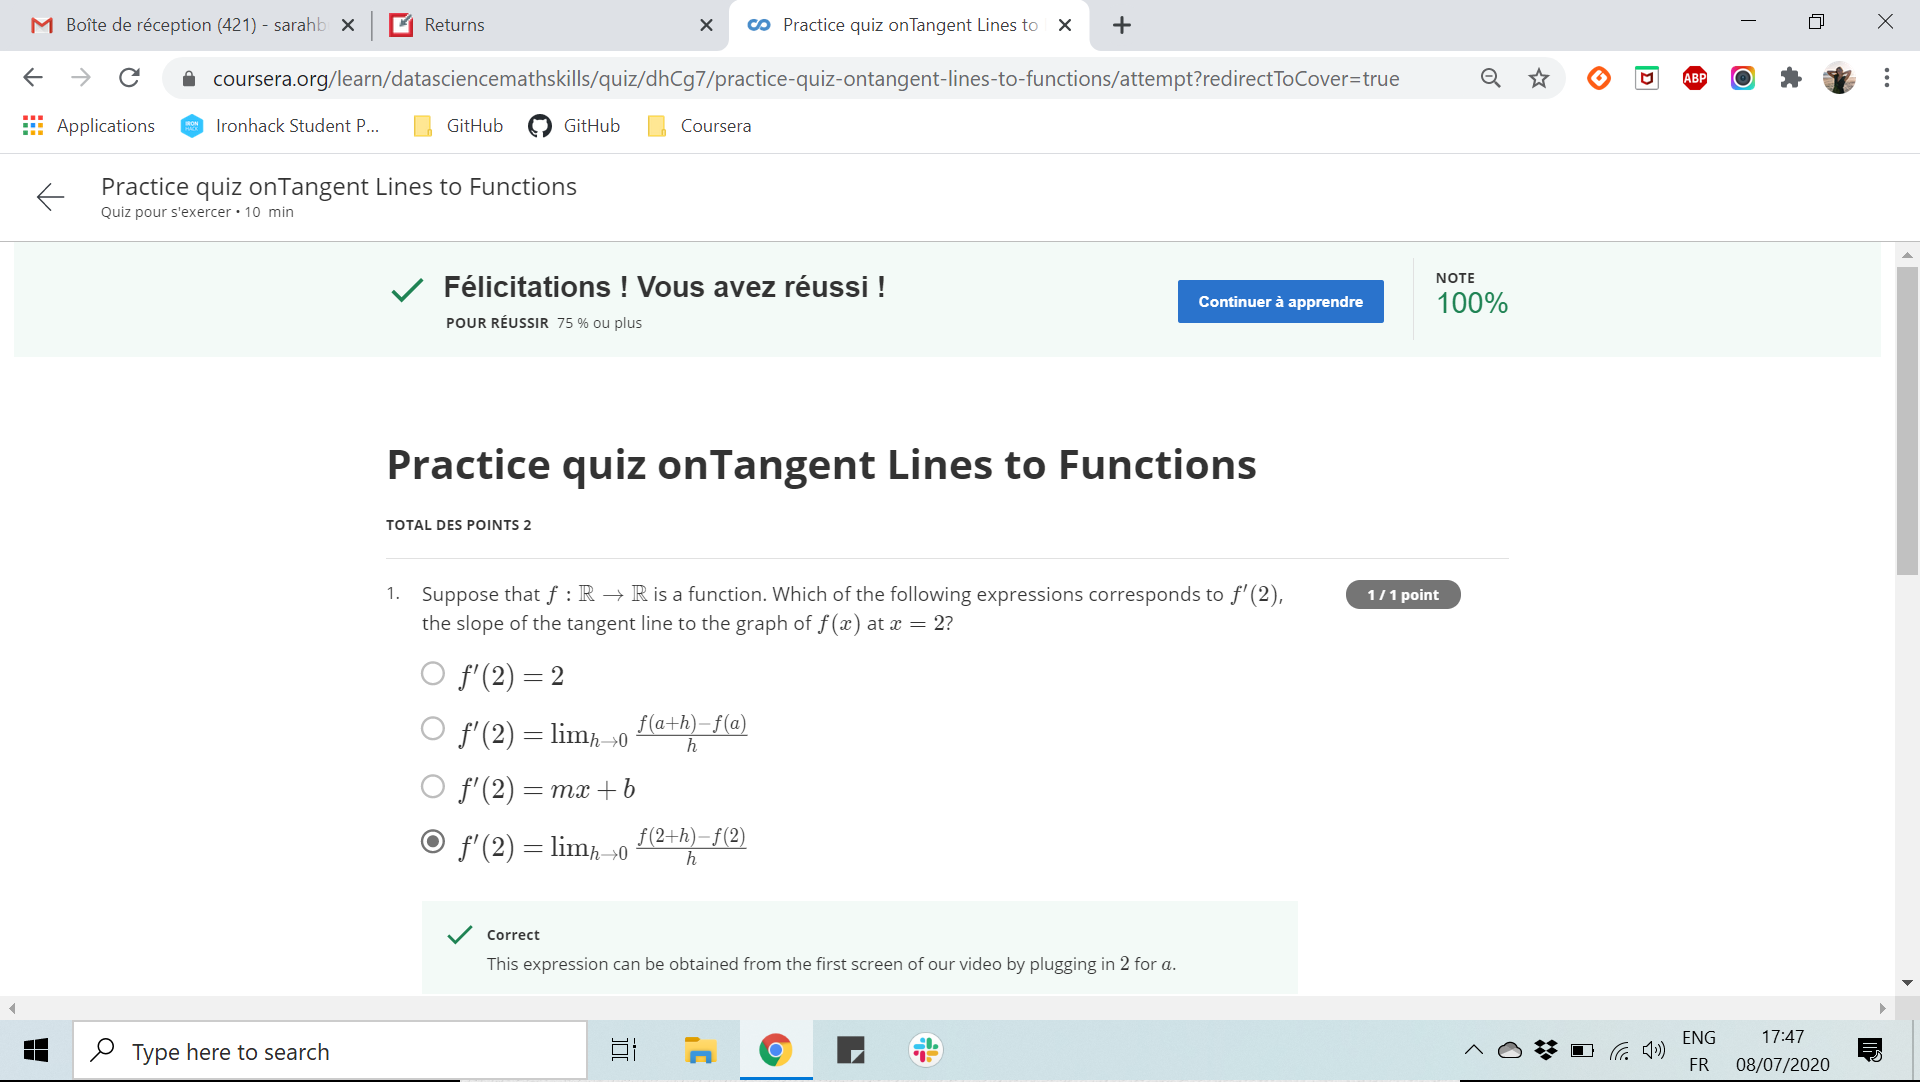 Boîte de réception (421) - sarahb
Returns
Practice quiz onTangent Lines to
coursera.org/learn/datasciencemathskills/quiz/dhCg7/practice-quiz-ontangent-lines-to-functions/attempt?redirectToCover=true
ABP
Applications
Ironhack Student P...
GitHub
GitHub
Coursera
Practice quiz onTangent Lines to Functions
Quiz pour s'exercer • 10 min
Félicitations ! Vous avez réussi !
POUR RÉUSSIR 75 % ou plus
Continuer à apprendre
NOTE
100%
Practice quiz onTangent Lines to Functions
TOTAL DES POINTS 2
1. Suppose that f : ℝ → ℝ is a function. Which of the following expressions corresponds to f′(2),
the slope of the tangent line to the graph of f(x) at x = 2?
1 / 1 point
f′(2) = 2
f′(2) = lim_{h→0} \frac{f(a+h)−f(a)}{h}
f′(2) = mx + b
f′(2) = lim_{h→0} \frac{f(2+h)−f(2)}{h}
Correct
This expression can be obtained from the first screen of our video by plugging in 2 for a.
Type here to search
ENG
FR
17:47
08/07/2020